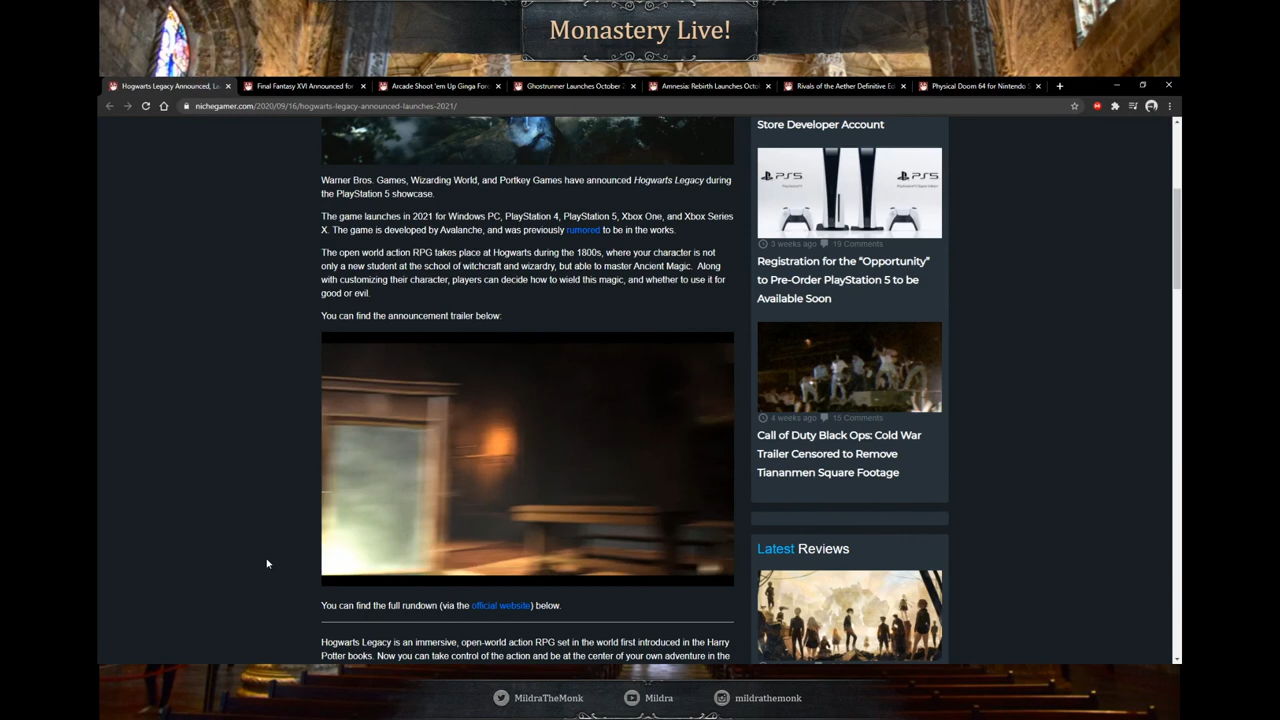 Monastery Live!
Hogwarts Legacy Announced, La
Final Fantasy XVI Announced for
Arcade Shoot 'em Up Ginga For
Ghostrunner Launches October 2
Amnesia: Rebirth Launches Octo
Rivals of the Aether Definitive Ed
Physical Doom 64 for Nintendo S
nichegamer.com/2020/09/16/hogwarts-legacy-announced-launches-2021/
Warner Bros. Games, Wizarding World, and Portkey Games have announced Hogwarts Legacy during
the PlayStation 5 showcase.
The game launches in 2021 for Windows PC, PlayStation 4, PlayStation 5, Xbox One, and Xbox Series
X. The game is developed by Avalanche, and was previously rumored to be in the works.
The open world action RPG takes place at Hogwarts during the 1800s, where your character is not
only a new student at the school of witchcraft and wizardry, but able to master Ancient Magic. Along
with customizing their character, players can decide how to wield this magic, and whether to use it for
good or evil.
You can find the announcement trailer below:
You can find the full rundown (via the official website) below.
Hogwarts Legacy is an immersive, open-world action RPG set in the world first introduced in the Harry
Potter books. Now you can take control of the action and be at the center of your own adventure in the
Store Developer Account
PS5
PS5
3 weeks ago 19 Comments
Registration for the “Opportunity”
to Pre-Order PlayStation 5 to be
Available Soon
4 weeks ago 15 Comments
Call of Duty Black Ops: Cold War
Trailer Censored to Remove
Tiananmen Square Footage
Latest Reviews
MildraTheMonk
Mildra
mildrathemonk